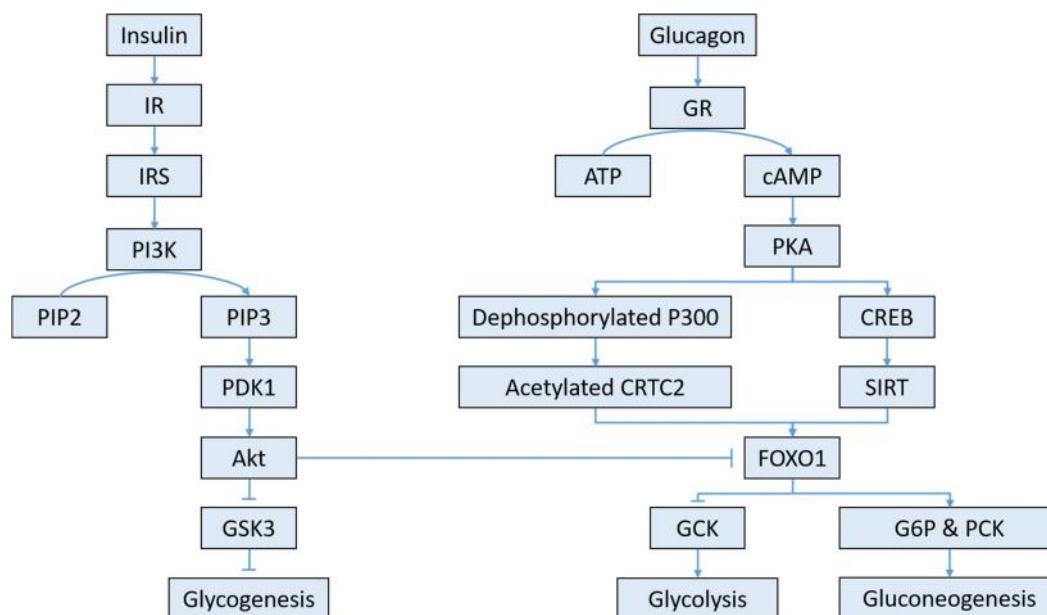 Insulin
Glucagon
IR
GR
IRS
ATP
cAMP
PI3K
PKA
PIP2
PIP3
Dephosphorylated P300
CREB
PDK1
Acetylated CRTC2
SIRT
Akt
FOXO1
GSK3
GCK
G6P & PCK
Glycogenesis
Glycolysis
Gluconeogenesis